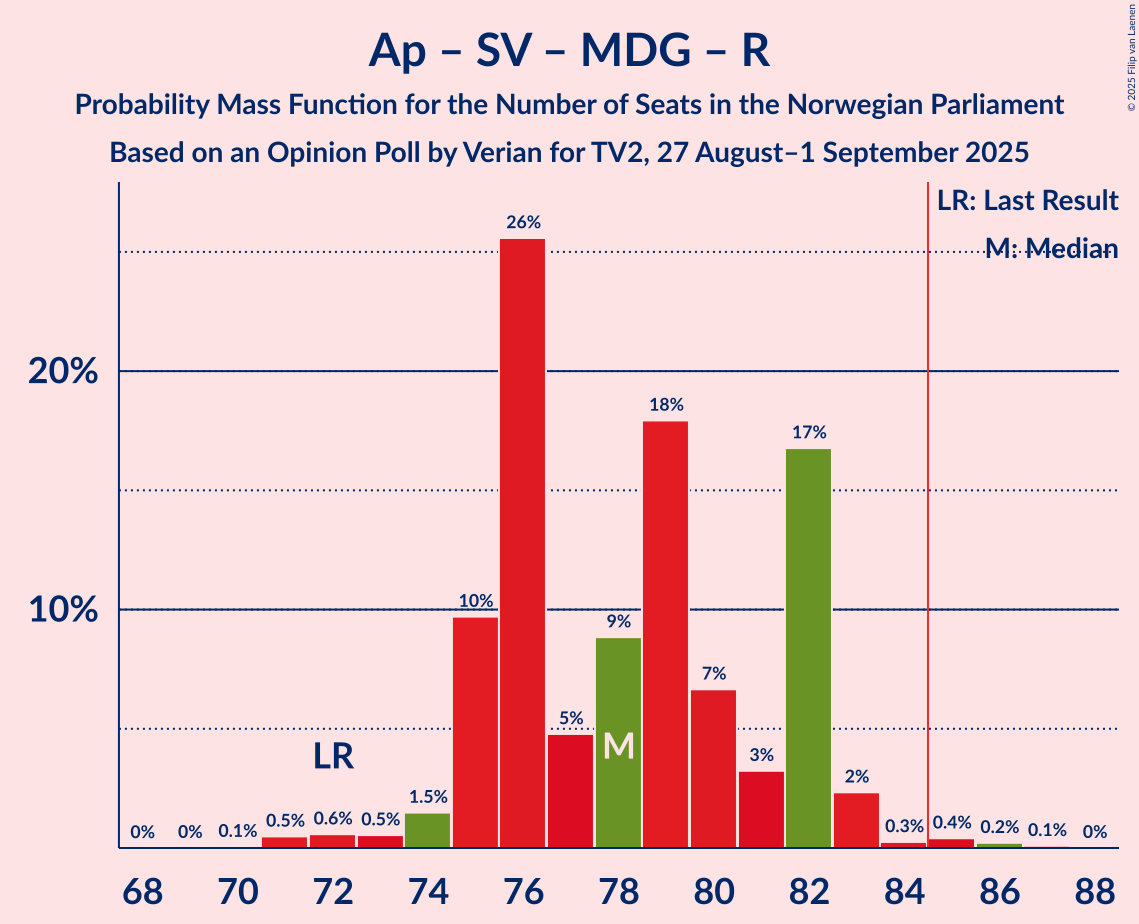 Ap – SV – MDG – R
Probability Mass Function for the Number of Seats in the Norwegian Parliament
Based on an Opinion Poll by Verian for TV2, 27 August–1 September 2025
© 2025 Filip van Laenen
LR: Last Result
M: Median
26%
20%
18%
17%
10%
10%
9%
7%
5%
M
LR
3%
2%
1.5%
0% 0% 0.1% 0.5% 0.6% 0.5% 0.3% 0.4% 0.2% 0.1% 0%
68 70 72 74 76 78 80 82 84 86 88